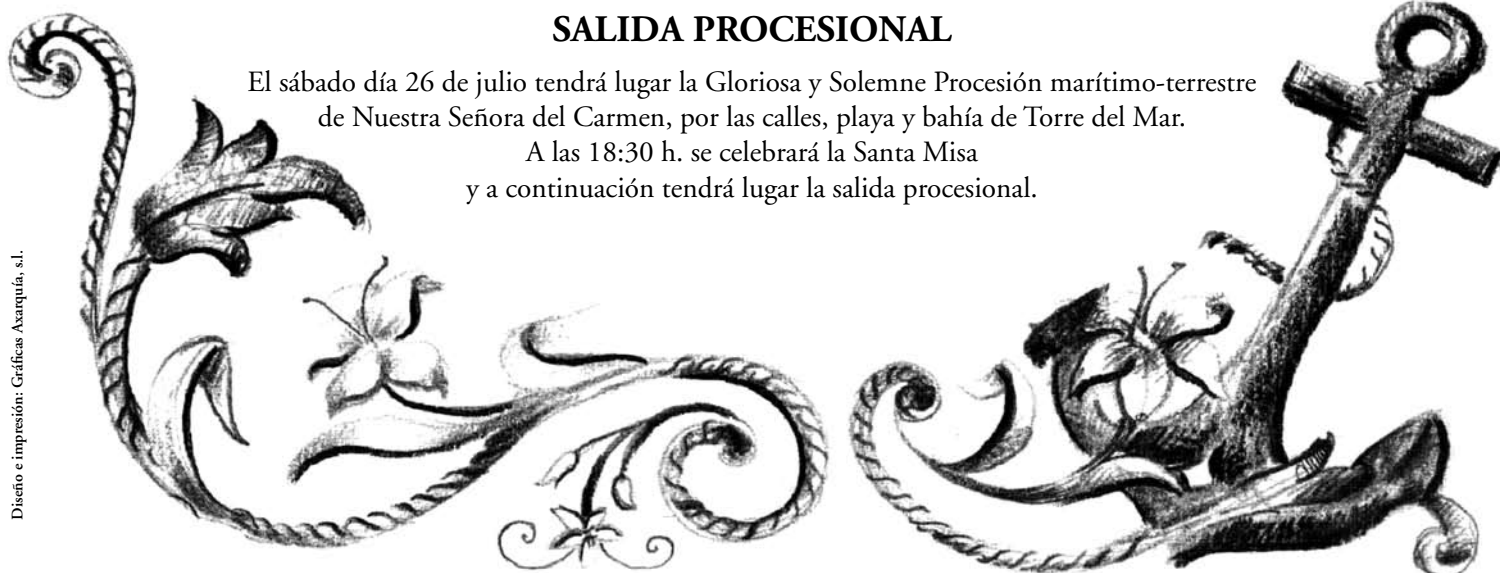 SALIDA PROCESIONAL
El sábado día 26 de julio tendrá lugar la Gloriosa y Solemne Procesión marítimo-terrestre
de Nuestra Señora del Carmen, por las calles, playa y bahía de Torre del Mar.
A las 18:30 h. se celebrará la Santa Misa
y a continuación tendrá lugar la salida procesional.
Diseño e impresión: Gráficas Axarquía, s.l.